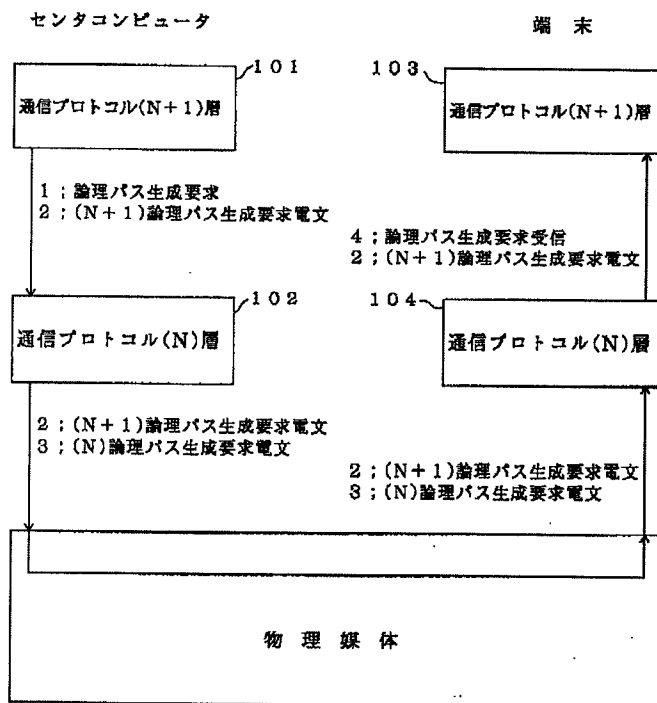 センタコンピュータ
端 末
101
103
通信プロトコル(N+1)層
通信プロトコル(N+1)層
1;論理パス生成要求
2;(N+1)論理パス生成要求電文
4;論理パス生成要求受信
2;(N+1)論理パス生成要求電文
102
104
通信プロトコル(N)層
通信プロトコル(N)層
2;(N+1)論理パス生成要求電文
3;(N)論理パス生成要求電文
2;(N+1)論理パス生成要求電文
3;(N)論理パス生成要求電文
物 理 媒 体